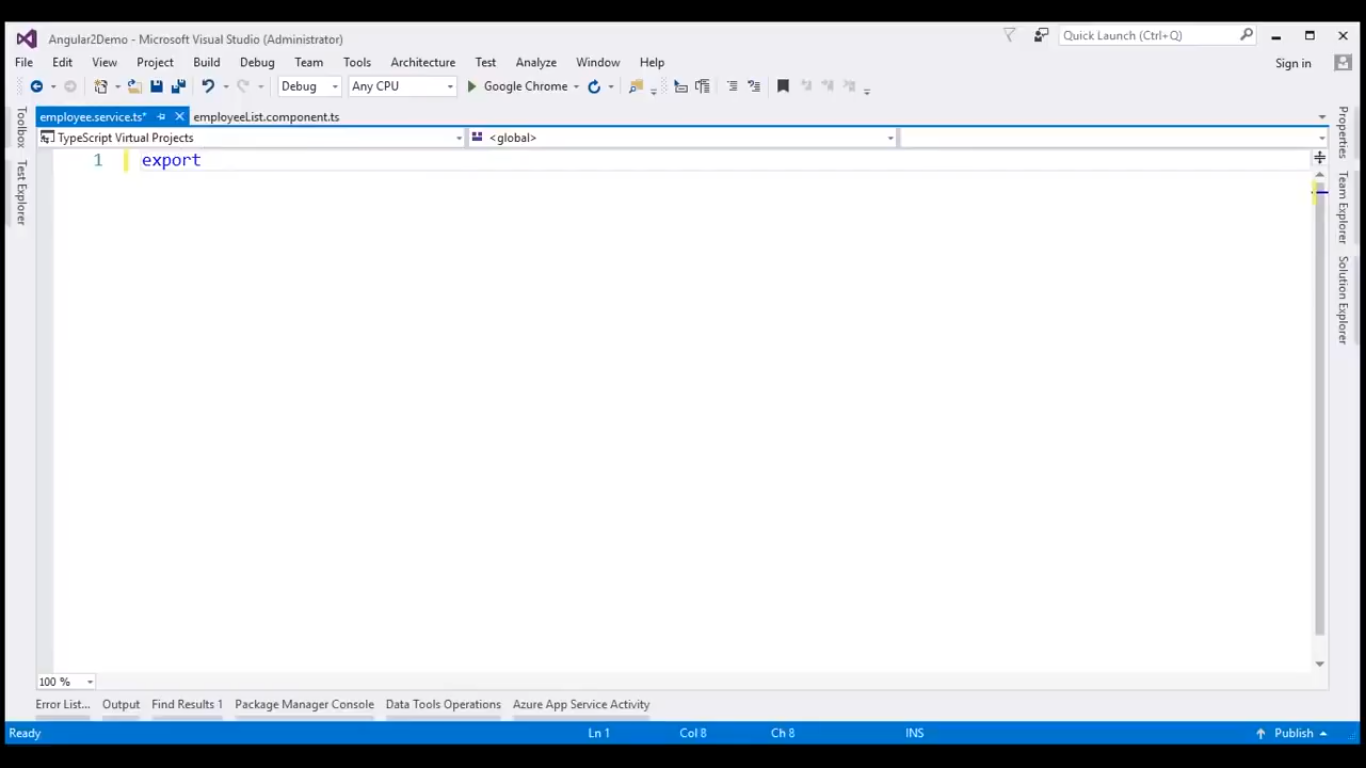 Angular2Demo - Microsoft Visual Studio (Administrator)
Quick Launch (Ctrl+Q)
File Edit View Project Build Debug Team Tools Architecture Test Analyze Window Help
Sign in
Debug Any CPU Google Chrome
employee.service.ts* employeeList.component.ts
TypeScript Virtual Projects <global>
1 export
Toolbox
Test Explorer
Properties
Team Explorer
Solution Explorer
100 %
Error List... Output Find Results 1 Package Manager Console Data Tools Operations Azure App Service Activity
Ready Ln 1 Col 8 Ch 8 INS Publish